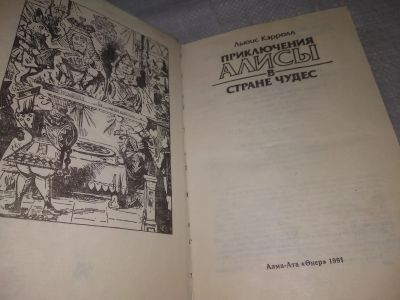 Льюис Кэрролл
ПРИКЛЮЧЕНИЯ
АЛИСЫ
В
СТРАНЕ ЧУДЕС
Алма-Ата «Өнер» 1991